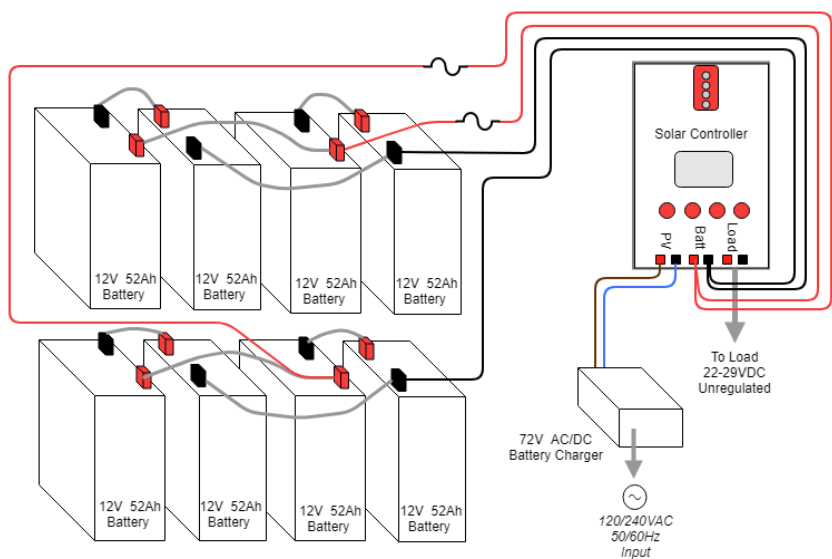 Solar Controller
PV
Batt
Load
12V 52Ah
Battery
12V 52Ah
Battery
12V 52Ah
Battery
12V 52Ah
Battery
To Load
22-29VDC
Unregulated
72V AC/DC
Battery Charger
12V 52Ah
Battery
12V 52Ah
Battery
12V 52Ah
Battery
12V 52Ah
Battery
120/240VAC
50/60Hz
Input